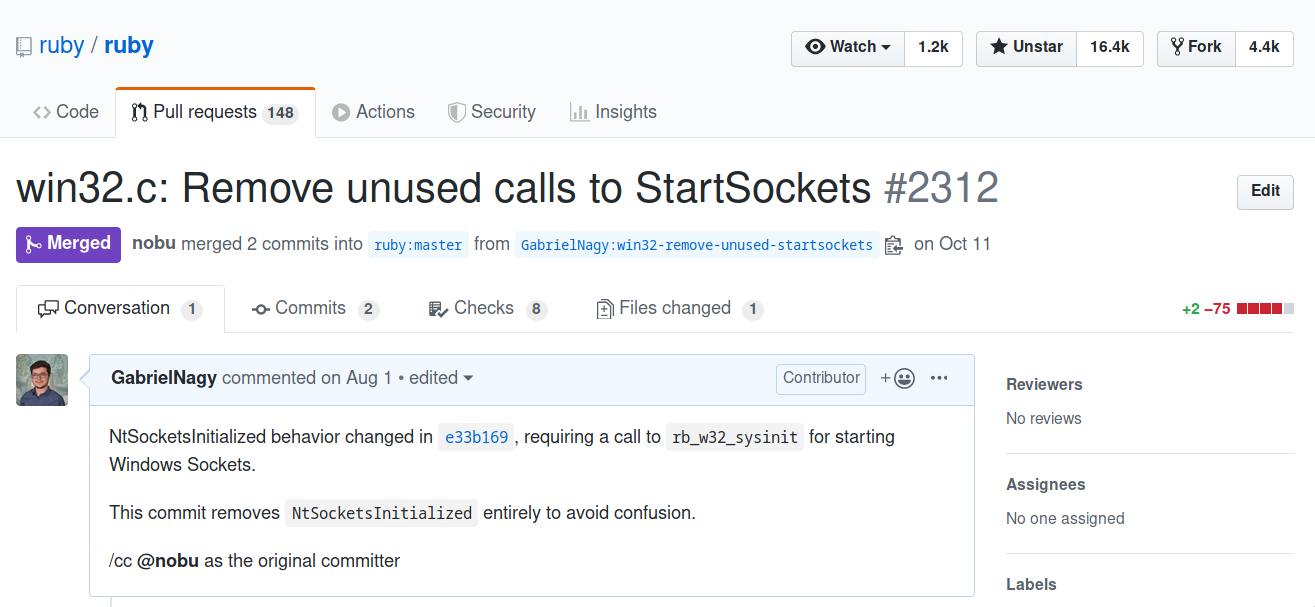 ruby / ruby
Watch 1.2k Unstar 16.4k Fork 4.4k
Code Pull requests 148 Actions Security Insights
win32.c: Remove unused calls to StartSockets #2312
Edit
Merged nobu merged 2 commits into ruby:master from GabrielNagy:win32-remove-unused-startsockets on Oct 11
Conversation 1 Commits 2 Checks 8 Files changed 1 +2 −75
GabrielNagy commented on Aug 1 • edited Contributor
NtSocketsInitialized behavior changed in e33b169, requiring a call to rb_w32_sysinit for starting
Windows Sockets.
This commit removes NtSocketsInitialized entirely to avoid confusion.
/cc @nobu as the original committer
Reviewers
No reviews
Assignees
No one assigned
Labels